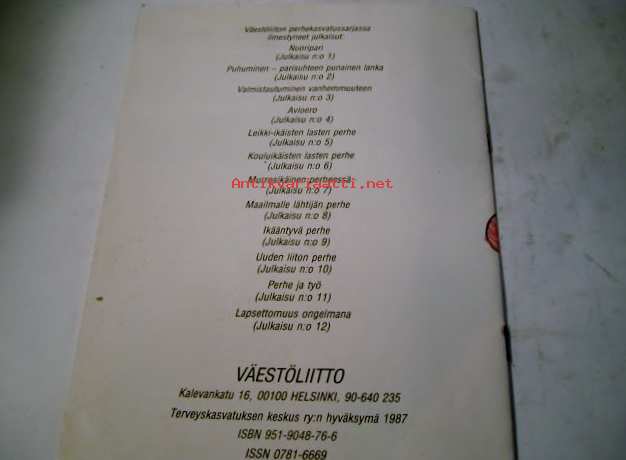 Väestöliiton perhekasvatussarjassa
ilmestyneet julkaisut:
Nuoripari
(Julkaisu n:o 1)
Puhuminen – parisuhteen punainen lanka
(Julkaisu n:o 2)
Valmistautuminen vanhemmuuteen
(Julkaisu n:o 3)
Avioero
(Julkaisu n:o 4)
Leikki-ikäisten lasten perhe
(Julkaisu n:o 5)
Kouluikäisten lasten perhe
(Julkaisu n:o 6)
Murrosikäinen perheessä
Antikvariaatti.net
(Julkaisu n:o 7)
Maailmalle lähtijän perhe
(Julkaisu n:o 8)
Ikääntyvä perhe
(Julkaisu n:o 9)
Uuden liiton perhe
(Julkaisu n:o 10)
Perhe ja työ
(Julkaisu n:o 11)
Lapsettomuus ongelmana
(Julkaisu n:o 12)
VÄESTÖLIITTO
Kalevankatu 16, 00100 HELSINKI, 90-640 235
Terveyskasvatuksen keskus ry:n hyväksymä 1987
ISBN 951-9048-76-6
ISSN 0781-6669